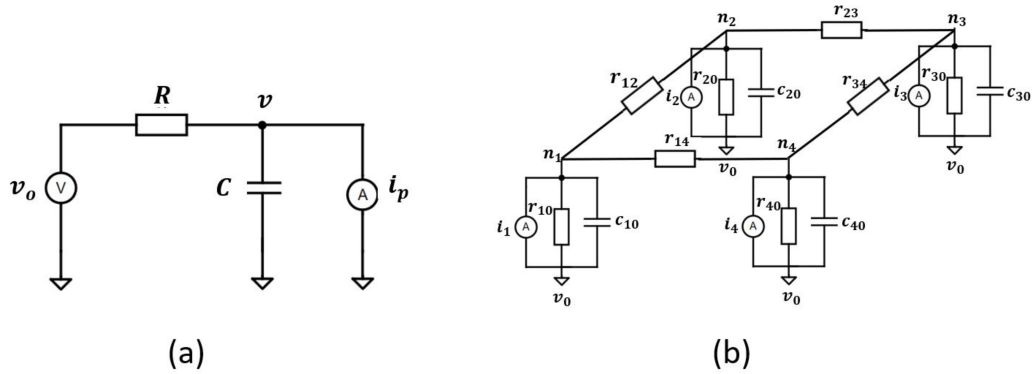 R
v
v_o
V
C
A
i_p
(a)
n_2
r_23
n_3
r_12
r_20
i_2
A
c_20
r_34
r_30
i_3
A
c_30
n_1
r_14
n_4
v_0
v_0
r_10
i_1
A
c_10
r_40
i_4
A
c_40
v_0
v_0
(b)